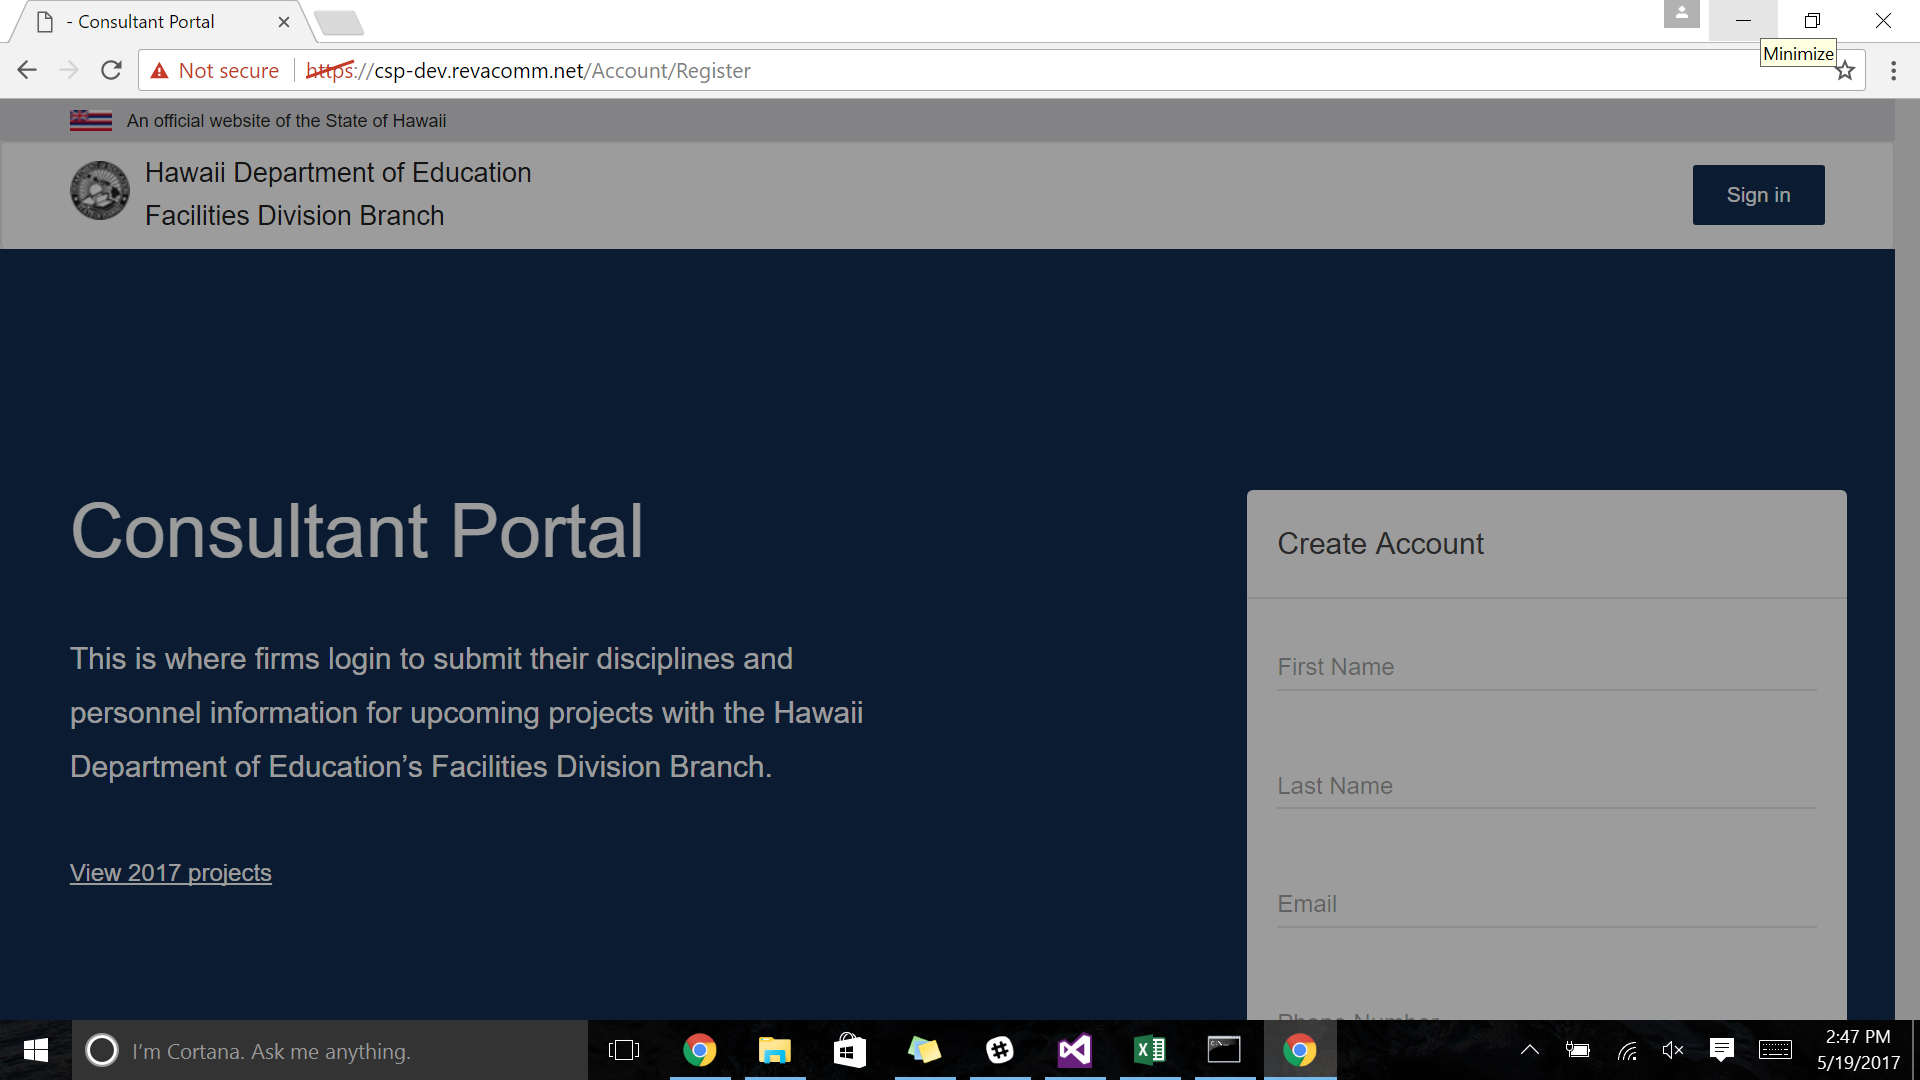 - Consultant Portal
Minimize
Not secure
https://csp-dev.revacomm.net/Account/Register
An official website of the State of Hawaii
Hawaii Department of Education
Facilities Division Branch
Sign in
Consultant Portal
This is where firms login to submit their disciplines and
personnel information for upcoming projects with the Hawaii
Department of Education’s Facilities Division Branch.
View 2017 projects
Create Account
First Name
Last Name
Email
Phone Number
I’m Cortana. Ask me anything.
2:47 PM
5/19/2017